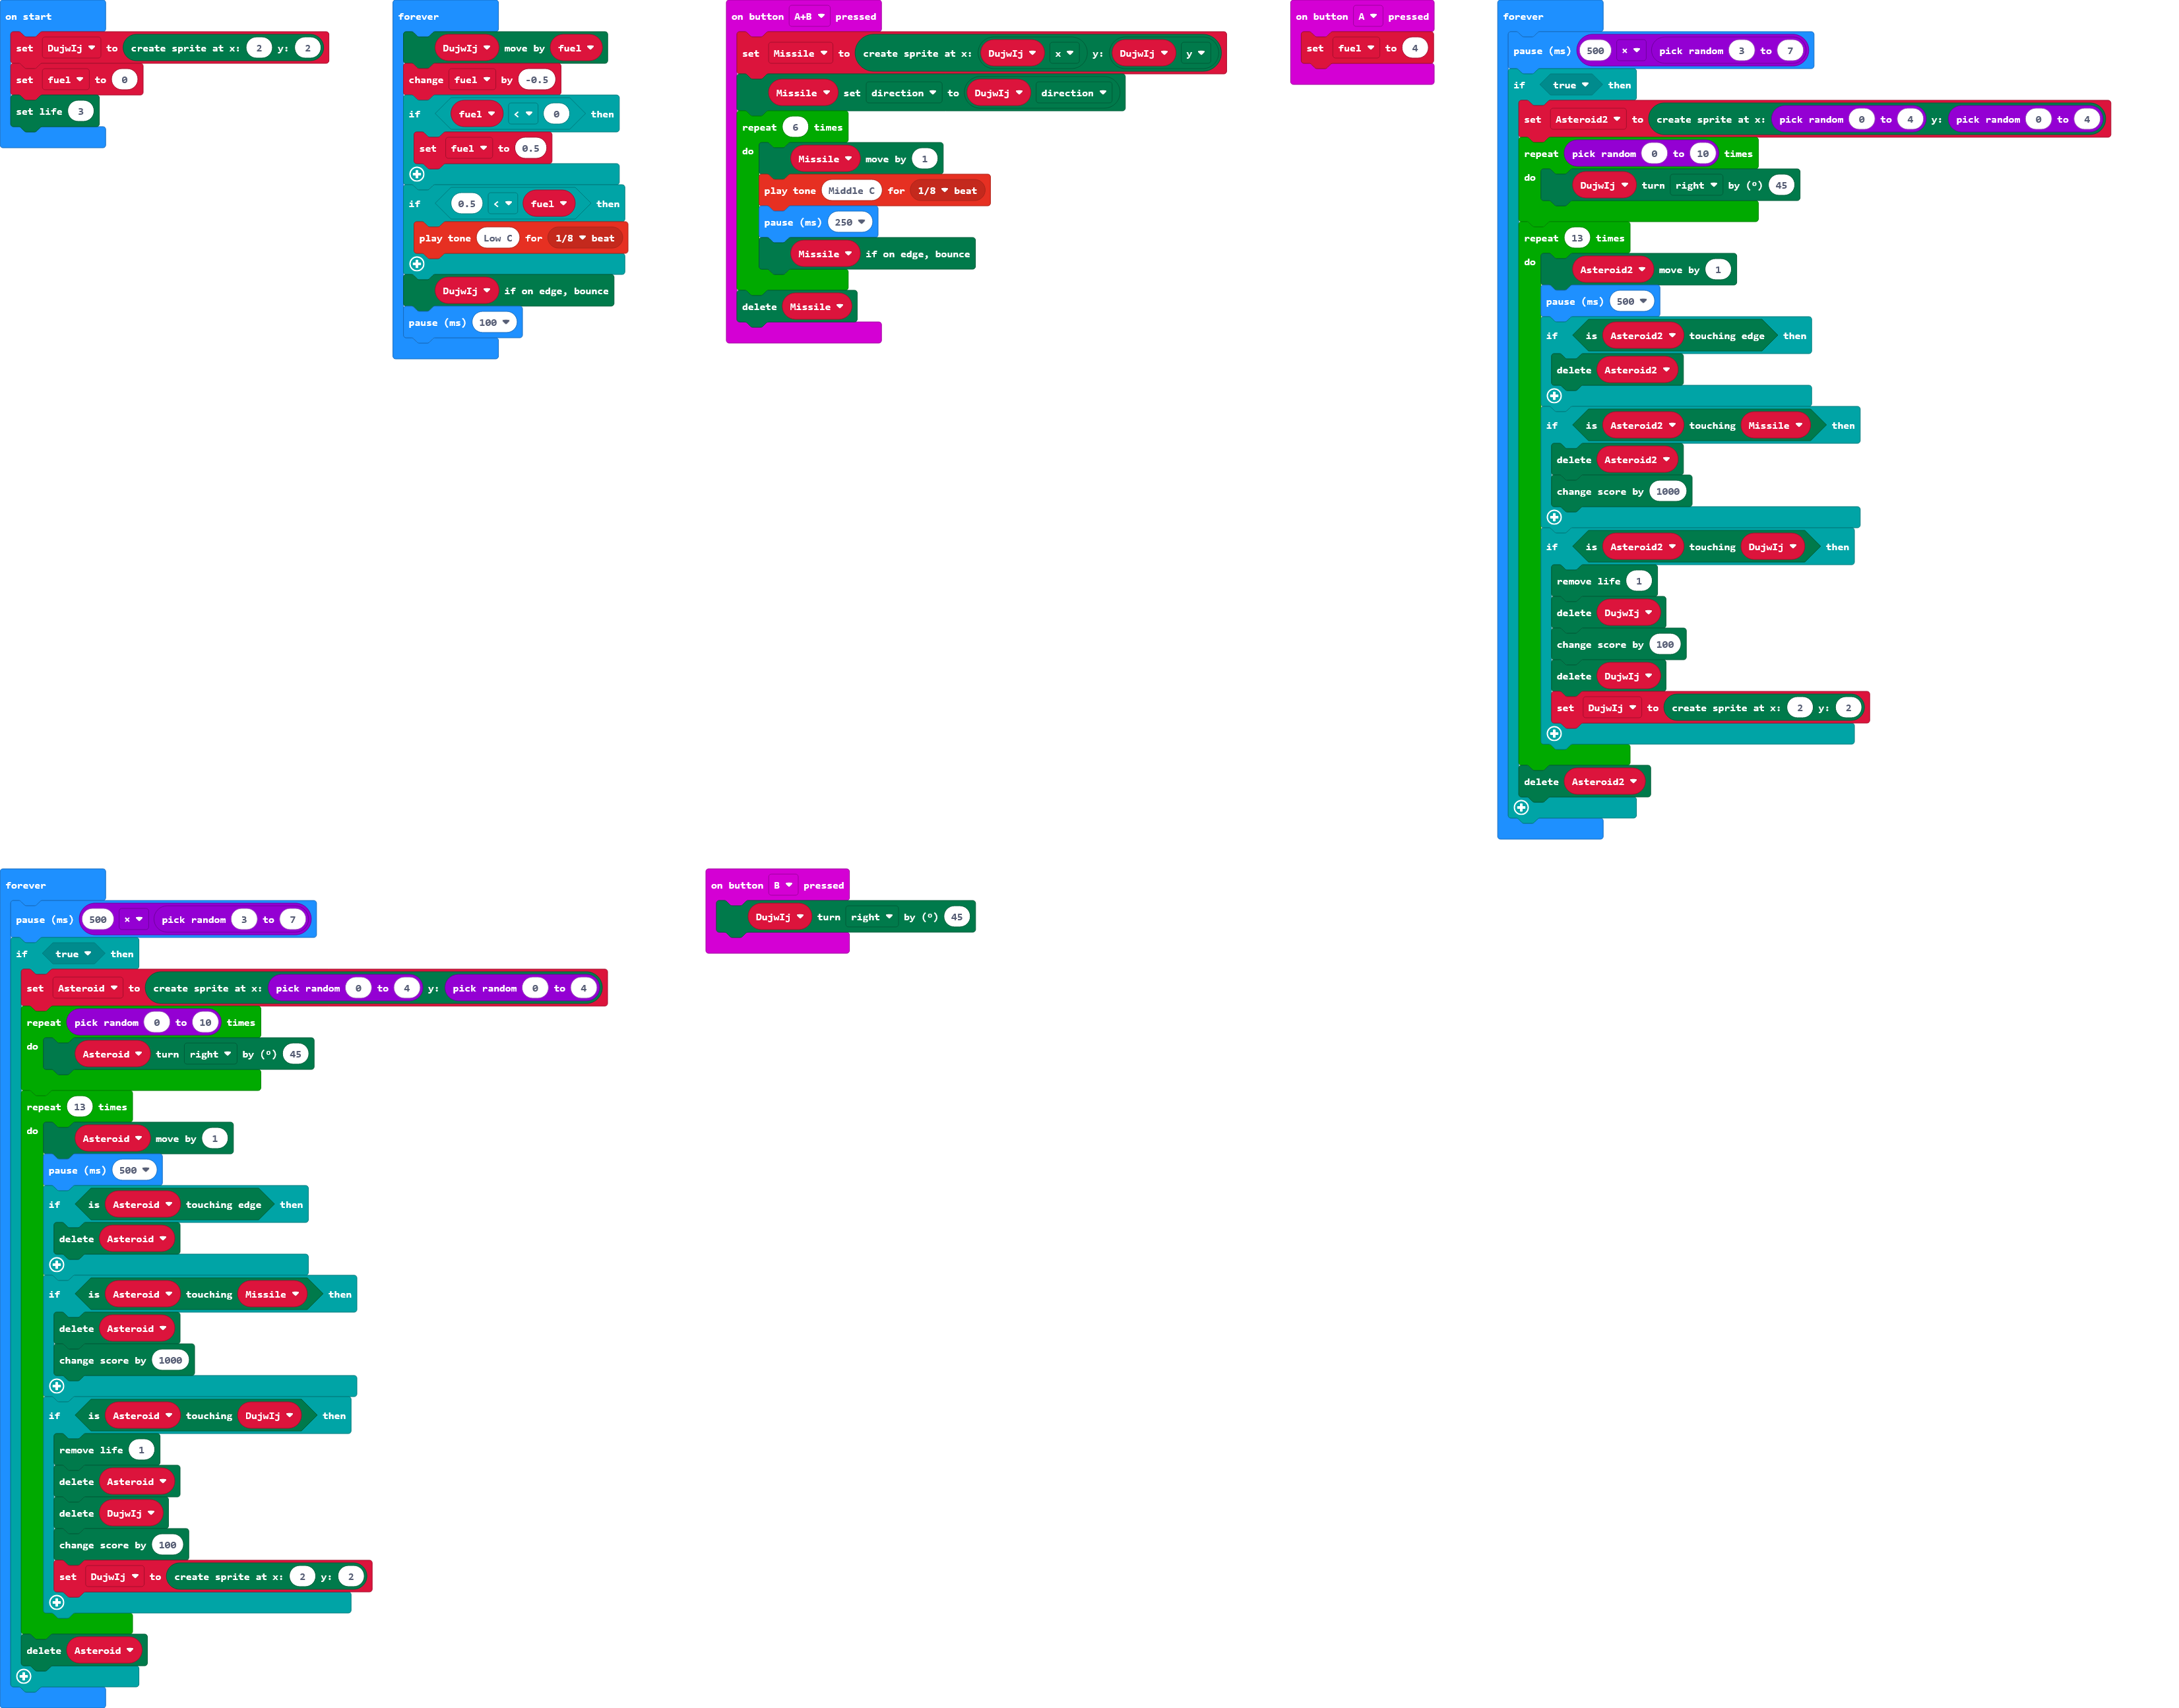 on start
set DujwIj to create sprite at x: 2 y: 2
set fuel to 0
set life 3
forever
DujwIj move by fuel
change fuel by -0.5
if fuel < 0 then
set fuel to 0.5
if 0.5 < fuel then
play tone Low C for 1/8 beat
DujwIj if on edge, bounce
pause (ms) 100
on button A+B pressed
set Missile to create sprite at x: DujwIj x y: DujwIj y
Missile set direction to DujwIj direction
repeat 6 times
do
Missile move by 1
play tone Middle C for 1/8 beat
pause (ms) 250
Missile if on edge, bounce
delete Missile
on button A pressed
set fuel to 4
forever
pause (ms) 500 × pick random 3 to 7
if true then
set Asteroid2 to create sprite at x: pick random 0 to 4 y: pick random 0 to 4
repeat pick random 0 to 10 times
do
DujwIj turn right by (º) 45
repeat 13 times
do
Asteroid2 move by 1
pause (ms) 500
if is Asteroid2 touching edge then
delete Asteroid2
if is Asteroid2 touching Missile then
delete Asteroid2
change score by 1000
if is Asteroid2 touching DujwIj then
remove life 1
delete DujwIj
change score by 100
delete DujwIj
set DujwIj to create sprite at x: 2 y: 2
delete Asteroid2
forever
pause (ms) 500 × pick random 3 to 7
if true then
set Asteroid to create sprite at x: pick random 0 to 4 y: pick random 0 to 4
repeat pick random 0 to 10 times
do
Asteroid turn right by (º) 45
repeat 13 times
do
Asteroid move by 1
pause (ms) 500
if is Asteroid touching edge then
delete Asteroid
if is Asteroid touching Missile then
delete Asteroid
change score by 1000
if is Asteroid touching DujwIj then
remove life 1
delete Asteroid
delete DujwIj
change score by 100
set DujwIj to create sprite at x: 2 y: 2
delete Asteroid
on button B pressed
DujwIj turn right by (º) 45